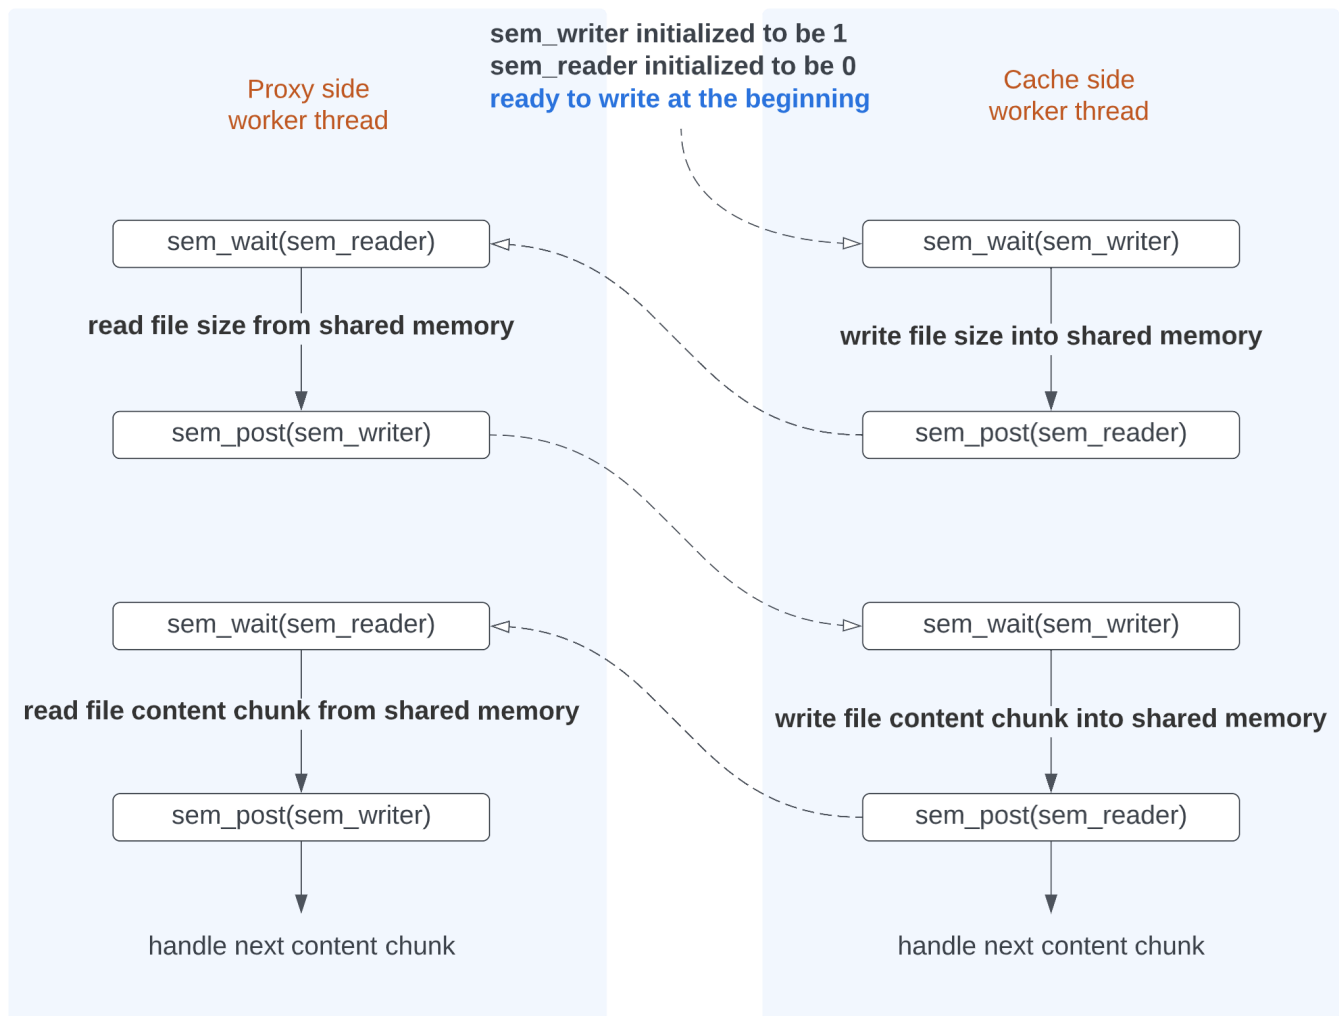 sem_writer initialized to be 1
sem_reader initialized to be 0
ready to write at the beginning
Proxy side
worker thread
sem_wait(sem_reader)
read file size from shared memory
sem_post(sem_writer)
sem_wait(sem_reader)
read file content chunk from shared memory
sem_post(sem_writer)
handle next content chunk
Cache side
worker thread
sem_wait(sem_writer)
write file size into shared memory
sem_post(sem_reader)
sem_wait(sem_writer)
write file content chunk into shared memory
sem_post(sem_reader)
handle next content chunk